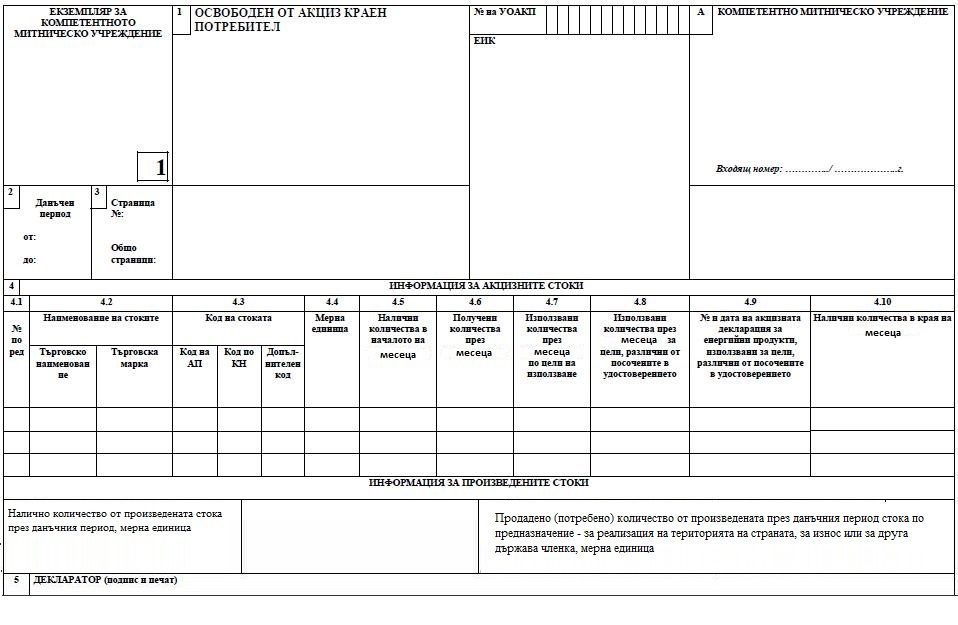 ЕКЗЕМПЛЯР ЗА
КОМПЕТЕНТНОТО
МИТНИЧЕСКО УЧРЕЖДЕНИЕ
1
1
ОСВОБОДЕН ОТ АКЦИЗ КРАЕН
ПОТРЕБИТЕЛ
№ на УОАКП
ЕИК
А
КОМПЕТЕНТНО МИТНИЧЕСКО УЧРЕЖДЕНИЕ
Входящ номер: …………../ ………………...г.
2
Данъчен
период
от:
до:
3
Страница
№:
Общо
страници:
4
ИНФОРМАЦИЯ ЗА АКЦИЗНИТЕ СТОКИ
4.1
4.2
4.3
4.4
4.5
4.6
4.7
4.8
4.9
4.10
№
по
ред
Наименование на стоките
Търговско
наименован
ие
Търговска
марка
Код на стоката
Код на
АП
Код по
КН
Допъл-
нителен
код
Мерна
единица
Налични
количества в
началото на
месеца
Получени
количества
през
месеца
Използвани
количества
през
месеца
по цели на
използване
Използвани
количества през
месеца за
цели, различни от
посочените в
удостоверението
№ и дата на акцизната
декларация за
енергийни продукти,
използвани за цели,
различни от посочените
в удостоверението
Налични количества в края на
месеца
ИНФОРМАЦИЯ ЗА ПРОИЗВЕДЕНИТЕ СТОКИ
Налично количество от произведената стока
през данъчния период, мерна единица
Продадено (потребено) количество от произведената през данъчния период стока по
предназначение - за реализация на територията на страната, за износ или за друга
държава членка, мерна единица
5
ДЕКЛАРАТОР (подпис и печат)